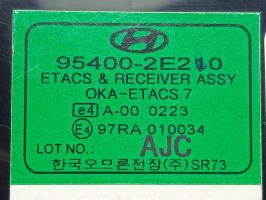 95400-2E210
ETACS & RECEIVER ASSY
OKA-ETACS 7
e4 A-00 0223
E4 97RA 010034
LOT NO.: AJC
한국오므론전장(주) SR73